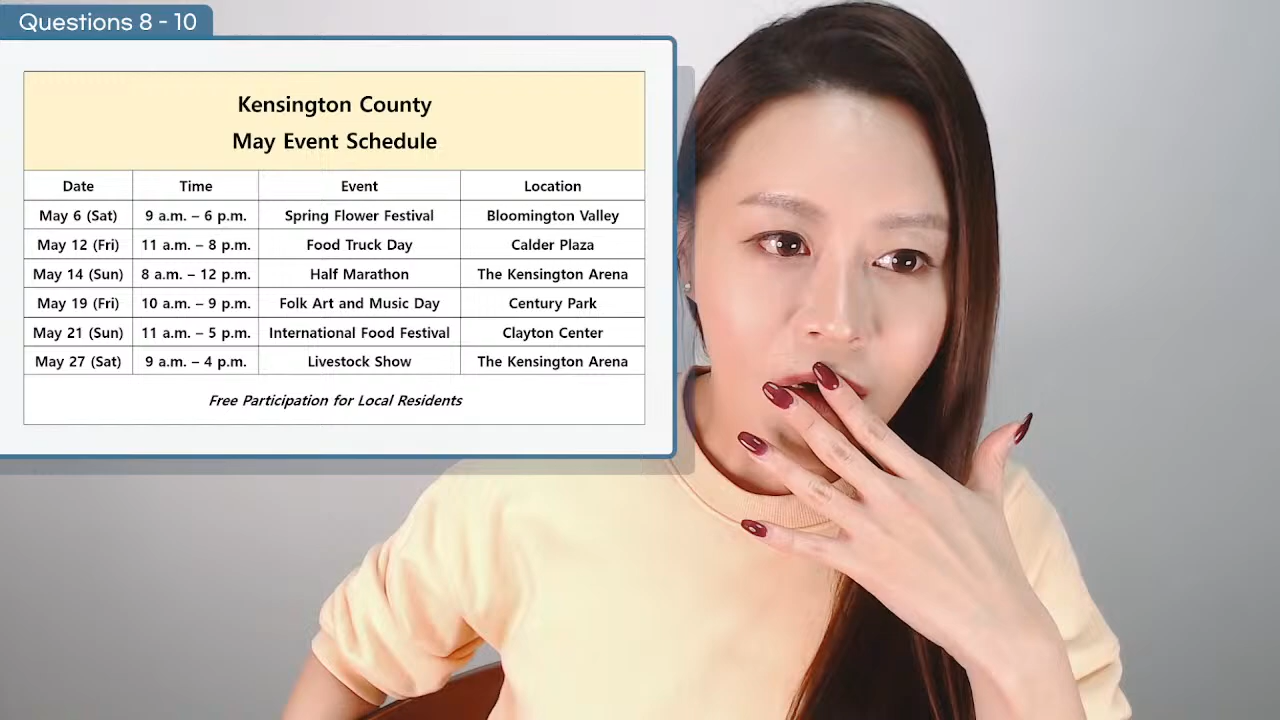 Questions 8 - 10
Kensington County
May Event Schedule
Date Time Event Location
May 6 (Sat) 9 a.m. – 6 p.m. Spring Flower Festival Bloomington Valley
May 12 (Fri) 11 a.m. – 8 p.m. Food Truck Day Calder Plaza
May 14 (Sun) 8 a.m. – 12 p.m. Half Marathon The Kensington Arena
May 19 (Fri) 10 a.m. – 9 p.m. Folk Art and Music Day Century Park
May 21 (Sun) 11 a.m. – 5 p.m. International Food Festival Clayton Center
May 27 (Sat) 9 a.m. – 4 p.m. Livestock Show The Kensington Arena
Free Participation for Local Residents